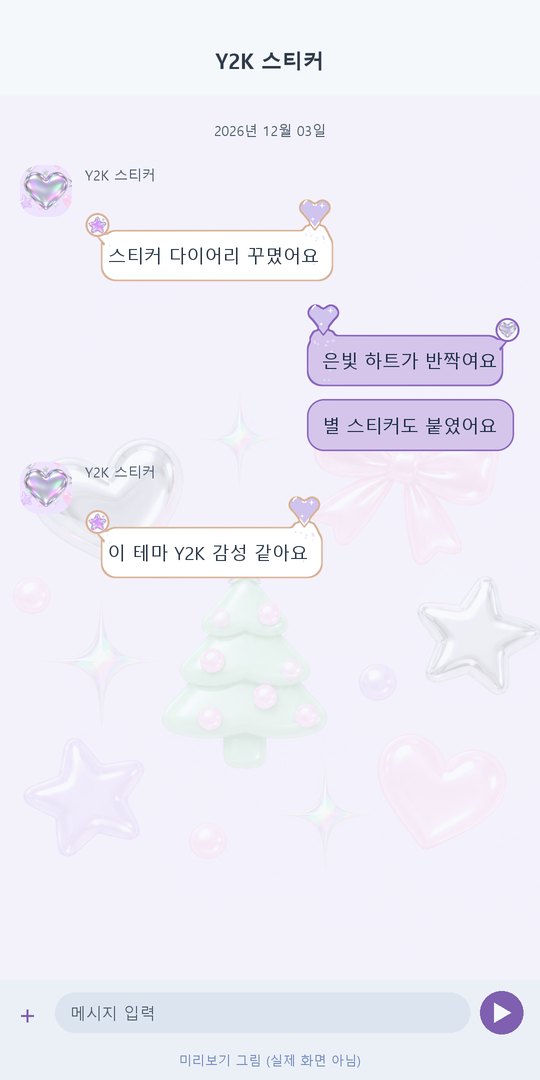 Y2K 스티커
2026년 12월 03일
Y2K 스티커
스티커 다이어리 꾸몄어요
은빛 하트가 반짝여요
별 스티커도 붙였어요
Y2K 스티커
이 테마 Y2K 감성 같아요
+
메시지 입력
미리보기 그림 (실제 화면 아님)